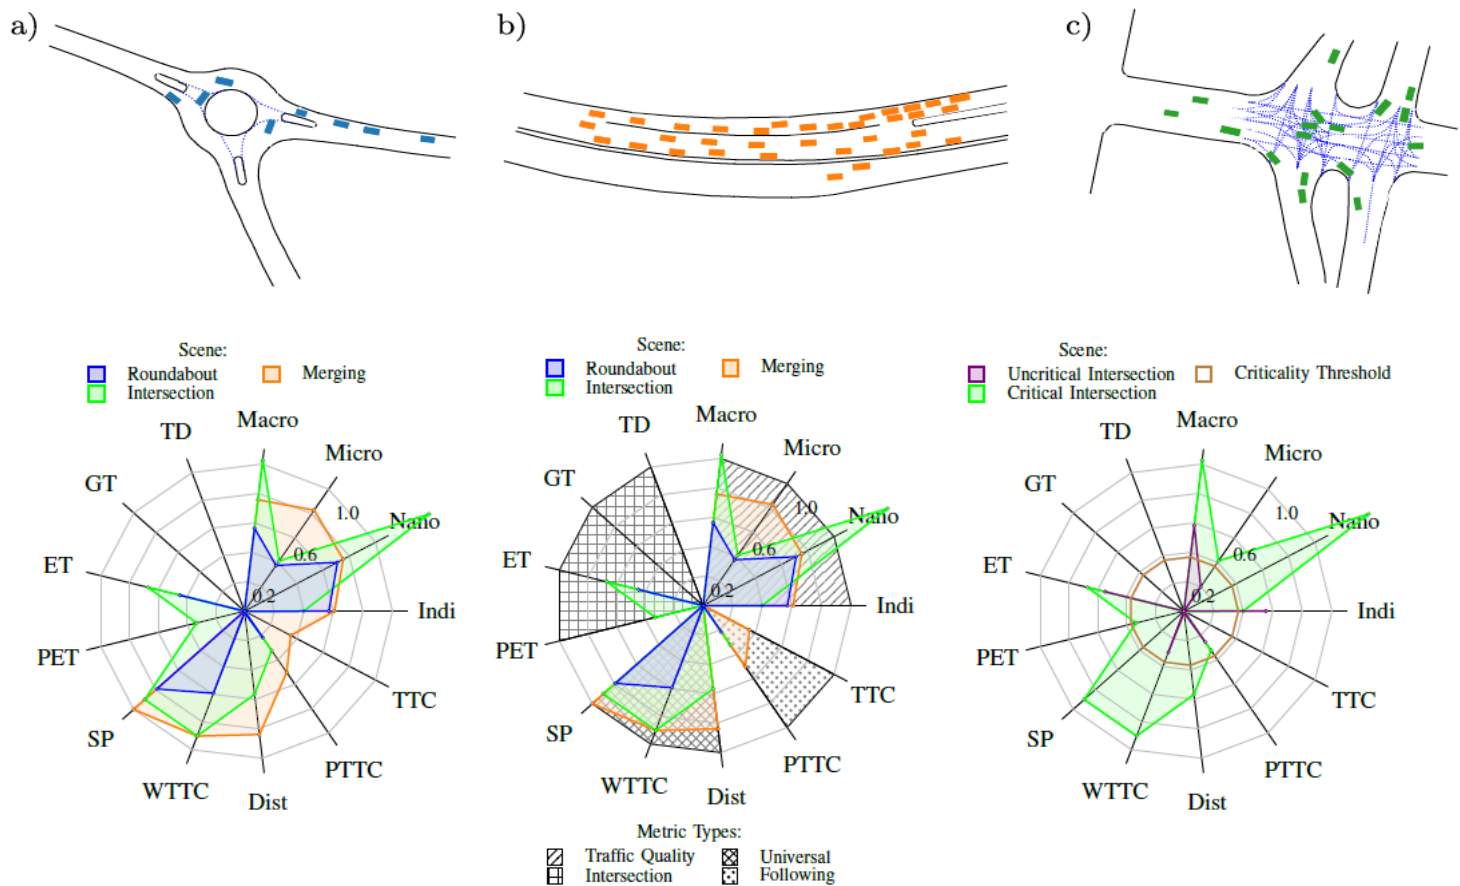 a)
b)
c)
Scene:
Roundabout
Merging
Intersection
Macro
TD
Micro
GT
1.0
Nano
0.6
ET
0.2
Indi
PET
TTC
SP
PTTC
WTTC
Dist
Scene:
Roundabout
Merging
Intersection
Macro
TD
Micro
GT
1.0
Nano
0.6
ET
0.2
Indi
PET
TTC
SP
PTTC
WTTC
Dist
Metric Types:
Traffic Quality
Universal
Intersection
Following
Scene:
Uncritical Intersection
Criticality Threshold
Critical Intersection
Macro
TD
Micro
GT
1.0
Nano
0.6
ET
0.2
Indi
PET
TTC
SP
PTTC
WTTC
Dist